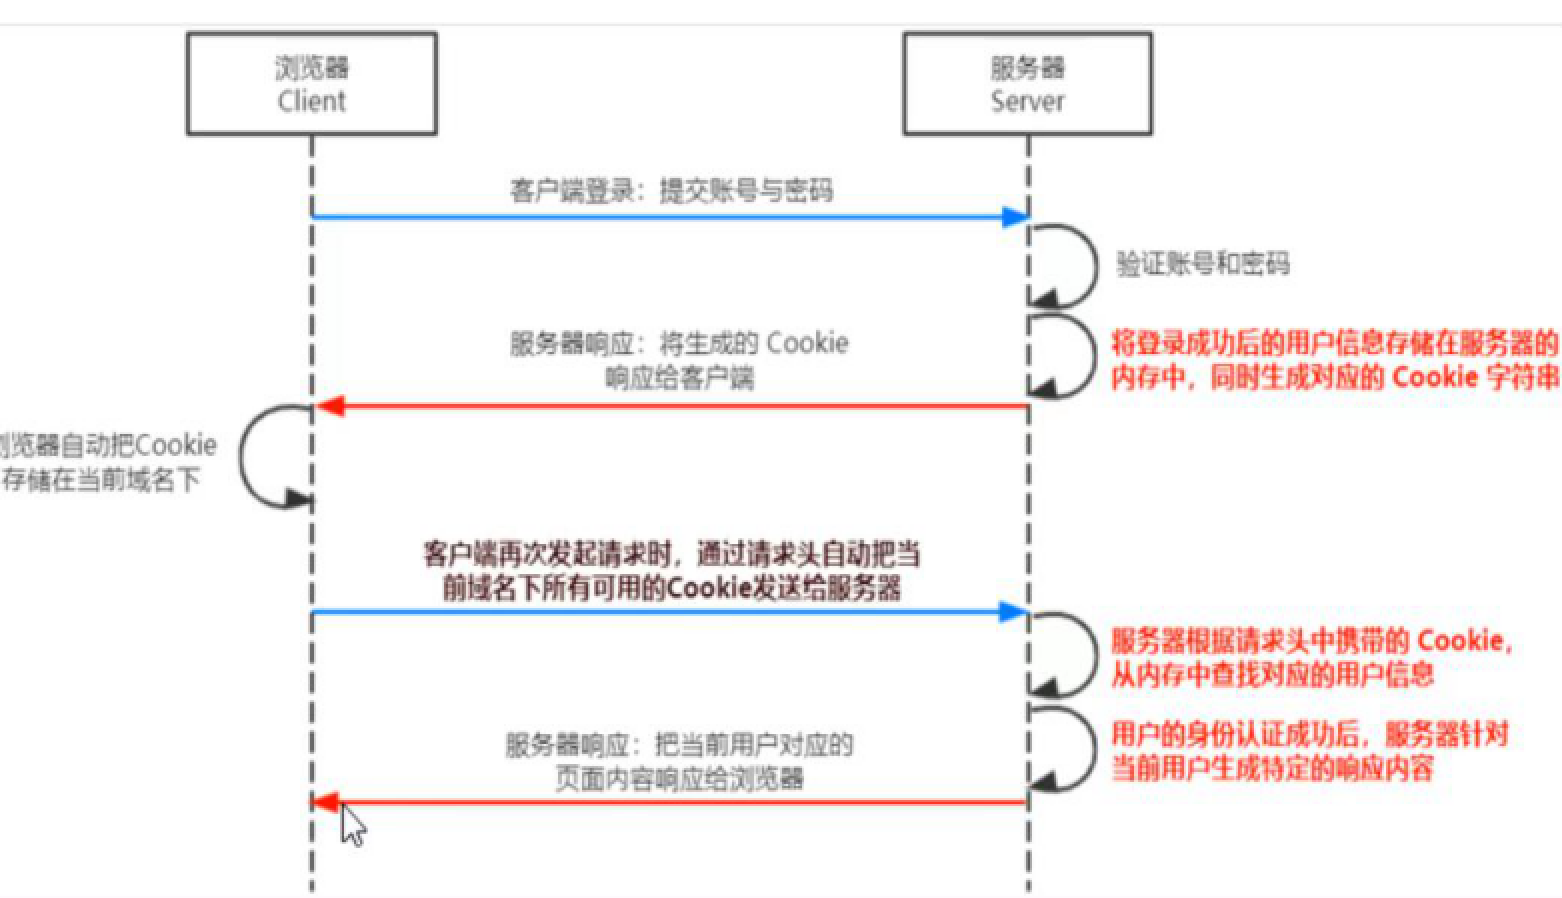 浏览器
Client
服务器
Server
客户端登录：提交账号与密码
验证账号和密码
服务器响应：将生成的 Cookie
响应给客户端
将登录成功后的用户信息存储在服务器的
内存中，同时生成对应的 Cookie 字符串
浏览器自动把Cookie
存储在当前域名下
客户端再次发起请求时，通过请求头自动把当
前域名下所有可用的Cookie发送给服务器
服务器根据请求头中携带的 Cookie，
从内存中查找对应的用户信息
用户的身份认证成功后，服务器针对
当前用户生成特定的响应内容
服务器响应：把当前用户对应的
页面内容响应给浏览器